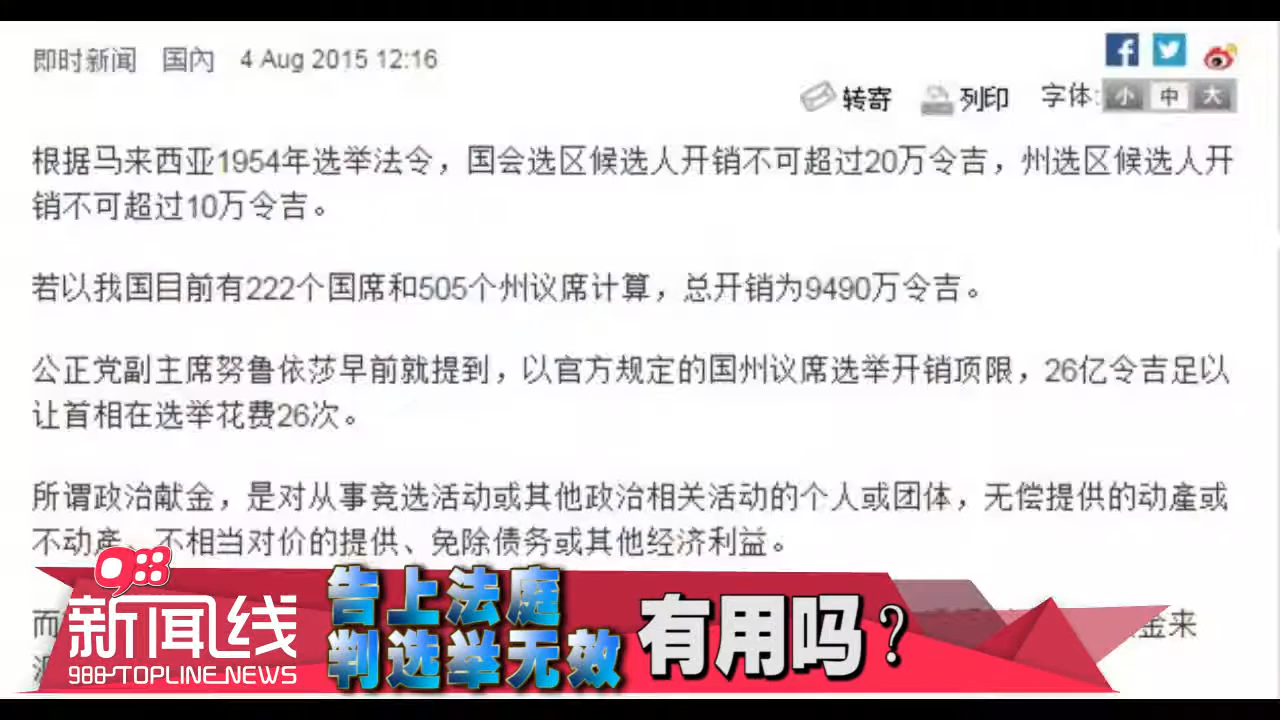 即时新闻 国內 4 Aug 2015 12:16
转寄 列印 字体: 小 中 大
根据马来西亚1954年选举法令，国会选区候选人开销不可超过20万令吉，州选区候选人开
销不可超过10万令吉。
若以我国目前有222个国席和505个州议席计算，总开销为9490万令吉。
公正党副主席努鲁依莎早前就提到，以官方规定的国州议席选举开销顶限，26亿令吉足以
让首相在选举花费26次。
所谓政治献金，是对从事竞选活动或其他政治相关活动的个人或团体，无偿提供的动產或
不动產、不相当对价的提供、免除债务或其他经济利益。
而
金来
988
新闻线
988 TOPLINE NEWS
告上法庭
判选举无效
有用吗？